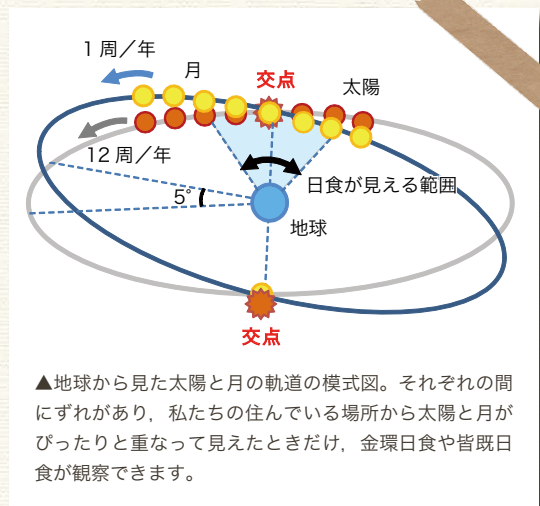 1周／年
月
交点
太陽
12周／年
5°
日食が見える範囲
地球
交点
▲地球から見た太陽と月の軌道の模式図。それぞれの間
にずれがあり，私たちの住んでいる場所から太陽と月が
ぴったりと重なって見えたときだけ，金環日食や皆既日
食が観察できます。